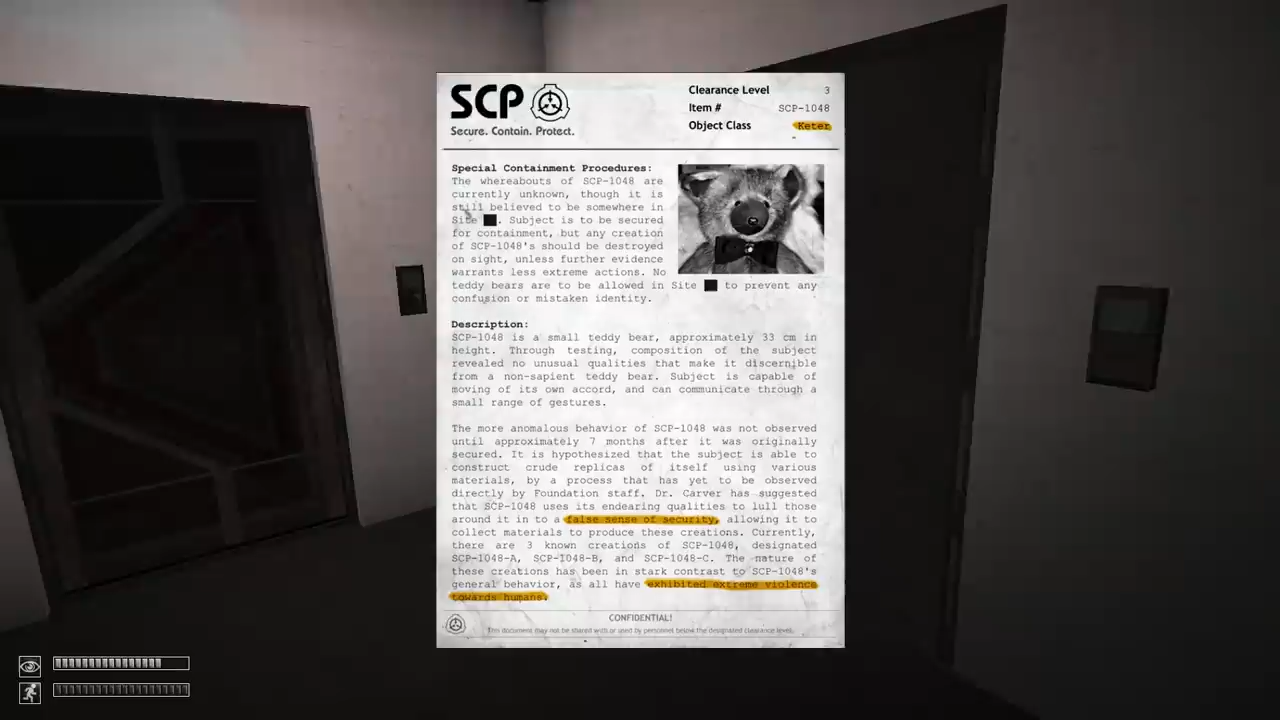 SCP
Secure. Contain. Protect.
Clearance Level 3
Item # SCP-1048
Object Class Keter
Special Containment Procedures:
The whereabouts of SCP-1048 are
currently unknown, though it is
still believed to be somewhere in
Site ██. Subject is to be secured
for containment, but any creation
of SCP-1048's should be destroyed
on sight, unless further evidence
warrants less extreme actions. No
teddy bears are to be allowed in Site ██ to prevent any
confusion or mistaken identity.
Description:
SCP-1048 is a small teddy bear, approximately 33 cm in
height. Through testing, composition of the subject
revealed no unusual qualities that make it discernible
from a non-sapient teddy bear. Subject is capable of
moving of its own accord, and can communicate through a
small range of gestures.
The more anomalous behavior of SCP-1048 was not observed
until approximately 7 months after it was originally
secured. It is hypothesized that the subject is able to
construct crude replicas of itself using various
materials, by a process that has yet to be observed
directly by Foundation staff. Dr. Carver has suggested
that SCP-1048 uses its endearing qualities to lull those
around it in to a false sense of security, allowing it to
collect materials to produce these creations. Currently,
there are 3 known creations of SCP-1048, designated
SCP-1048-A, SCP-1048-B, and SCP-1048-C. The nature of
these creations has been in stark contrast to SCP-1048's
general behavior, as all have exhibited extreme violence
towards humans.
CONFIDENTIAL!
This document may not be shared with or used by personnel below the designated clearance level.